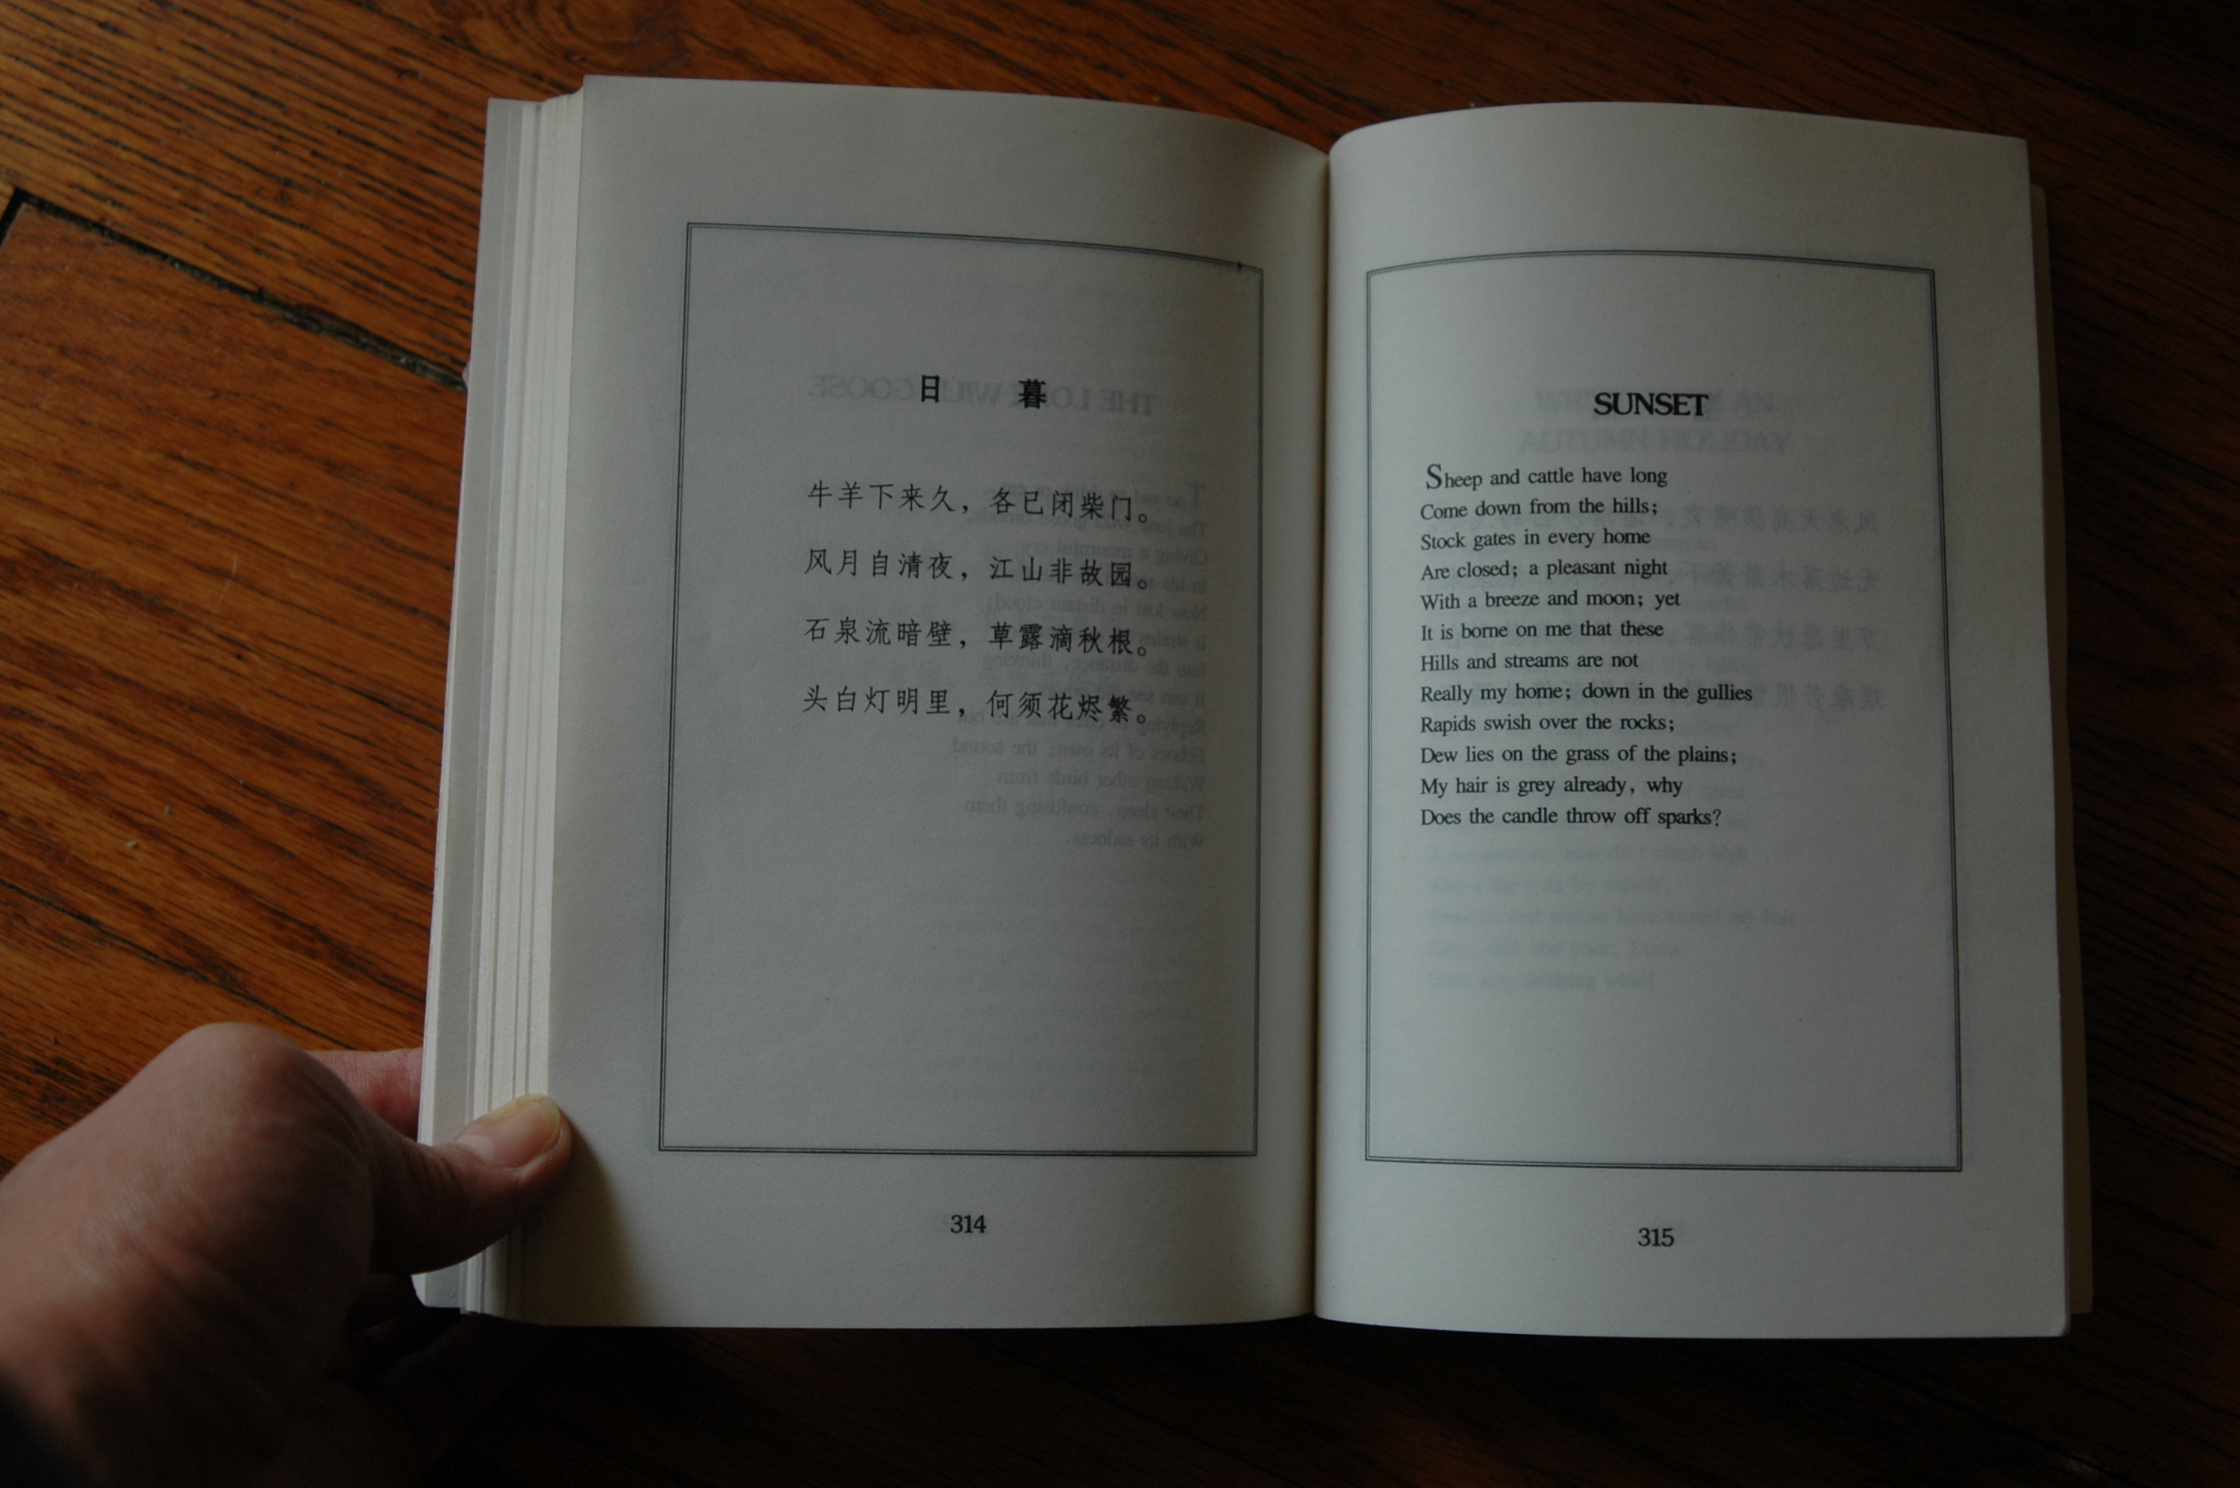 日 暮
牛羊下来久，各已闭柴门。
风月自清夜，江山非故园。
石泉流暗壁，草露滴秋根。
头白灯明里，何须花烬繁。
314
SUNSET
Sheep and cattle have long
Come down from the hills;
Stock gates in every home
Are closed; a pleasant night
With a breeze and moon; yet
It is borne on me that these
Hills and streams are not
Really my home; down in the gullies
Rapids swish over the rocks;
Dew lies on the grass of the plains;
My hair is grey already, why
Does the candle throw off sparks?
315